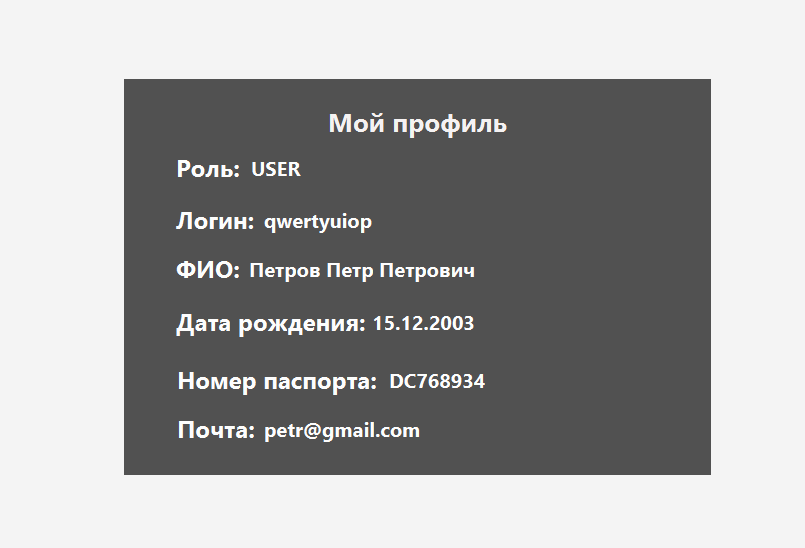 Мой профиль
Роль: USER
Логин: qwertyuiop
ФИО: Петров Петр Петрович
Дата рождения: 15.12.2003
Номер паспорта: DC768934
Почта: petr@gmail.com